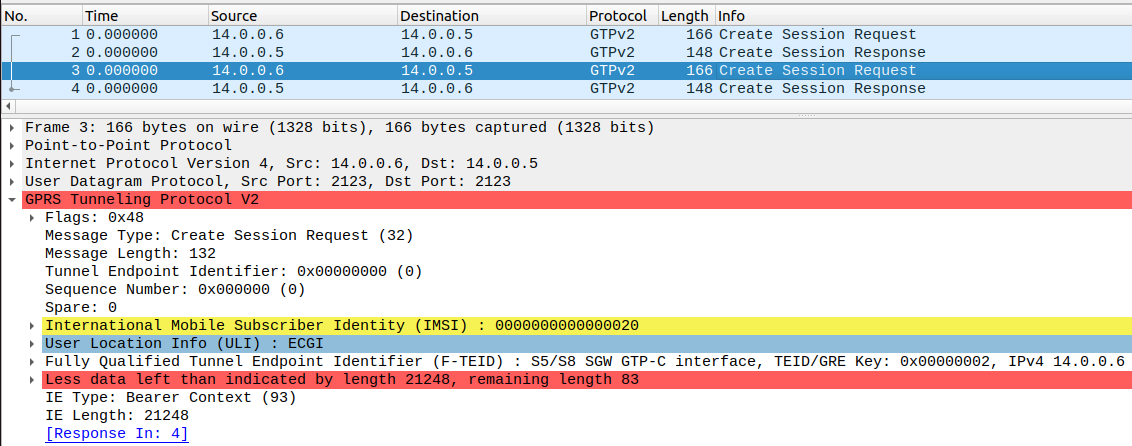 No. Time Source Destination Protocol Length Info
1 0.000000 14.0.0.6 14.0.0.5 GTPv2 166 Create Session Request
2 0.000000 14.0.0.5 14.0.0.6 GTPv2 148 Create Session Response
3 0.000000 14.0.0.6 14.0.0.5 GTPv2 166 Create Session Request
4 0.000000 14.0.0.5 14.0.0.6 GTPv2 148 Create Session Response
Frame 3: 166 bytes on wire (1328 bits), 166 bytes captured (1328 bits)
Point-to-Point Protocol
Internet Protocol Version 4, Src: 14.0.0.6, Dst: 14.0.0.5
User Datagram Protocol, Src Port: 2123, Dst Port: 2123
GPRS Tunneling Protocol V2
Flags: 0x48
Message Type: Create Session Request (32)
Message Length: 132
Tunnel Endpoint Identifier: 0x00000000 (0)
Sequence Number: 0x000000 (0)
Spare: 0
International Mobile Subscriber Identity (IMSI) : 0000000000000020
User Location Info (ULI) : ECGI
Fully Qualified Tunnel Endpoint Identifier (F-TEID) : S5/S8 SGW GTP-C interface, TEID/GRE Key: 0x00000002, IPv4 14.0.0.6
Less data left than indicated by length 21248, remaining length 83
IE Type: Bearer Context (93)
IE Length: 21248
[Response In: 4]